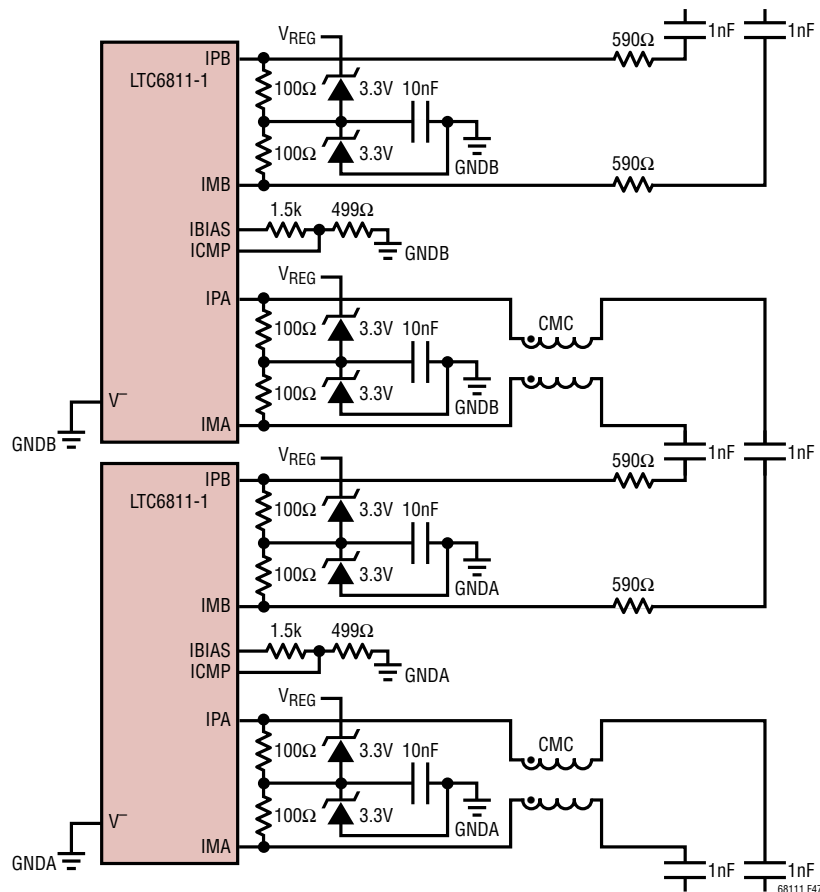 VREG
1nF 1nF
IPB
590Ω
LTC6811-1
100Ω 3.3V 10nF
100Ω 3.3V
GNDB
IMB
590Ω
1.5k 499Ω
IBIAS
ICMP
GNDB
VREG
IPA
CMC
100Ω 3.3V 10nF
100Ω 3.3V
GNDB
V–
IMA
GNDB
1nF 1nF
VREG
590Ω
IPB
LTC6811-1
100Ω 3.3V 10nF
100Ω 3.3V
GNDA
IMB
590Ω
1.5k 499Ω
IBIAS
ICMP
GNDA
VREG
IPA
CMC
100Ω 3.3V 10nF
100Ω 3.3V
GNDA
V–
IMA
GNDA
1nF 1nF